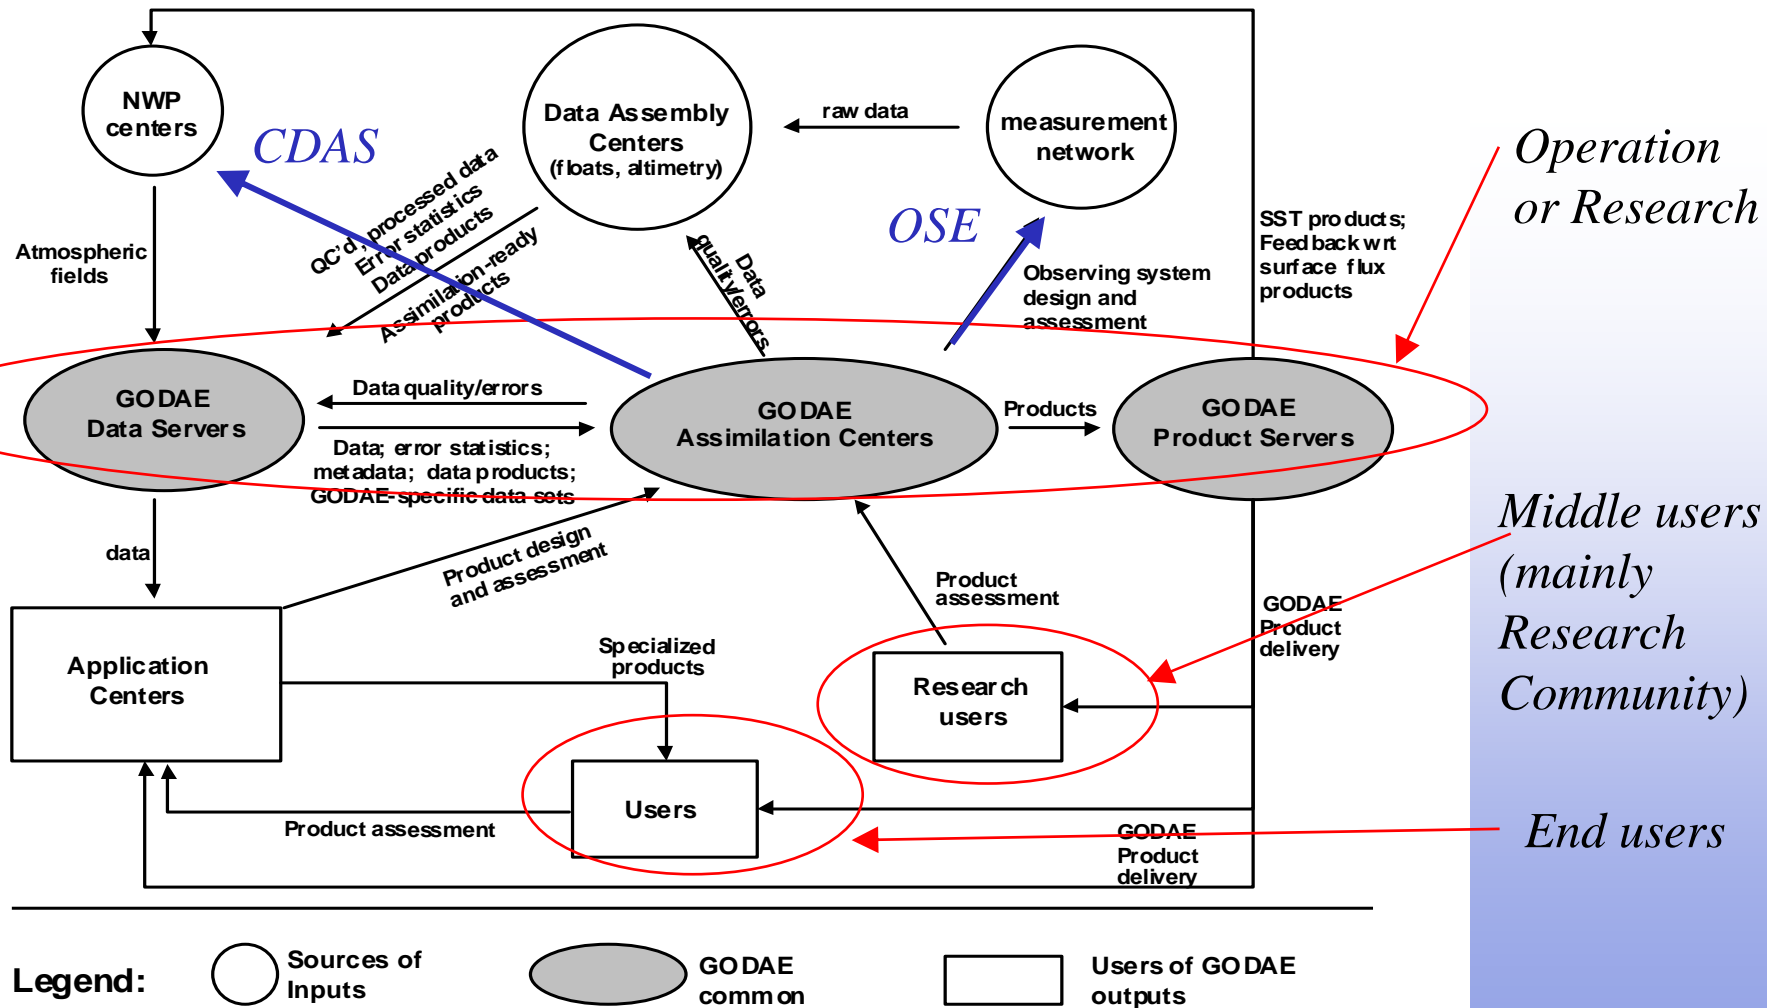 NWP
centers
CDAS
Data Assembly
Centers
(floats, altimetry)
raw data
measurement
network
Operation
or Research
QC'd, processed data
Error statistics
Data products
Assimilation-ready
products
OSE
Data
quality/errors
Observing system
design and
assessment
SST products;
Feedback wrt
surface flux
products
Atmospheric
fields
GODAE
Data Servers
Data quality/errors
Data; error statistics;
metadata; data products;
GODAE-specific data sets
GODAE
Assimilation Centers
Products
GODAE
Product Servers
Middle users
(mainly
Research
Community)
data
Product design
and assessment
Product
assessment
GODAE
Product
delivery
Application
Centers
Specialized
products
Research
users
Users
Product assessment
GODAE
Product
delivery
End users
Legend:
Sources of
Inputs
GODAE
common
Users of GODAE
outputs